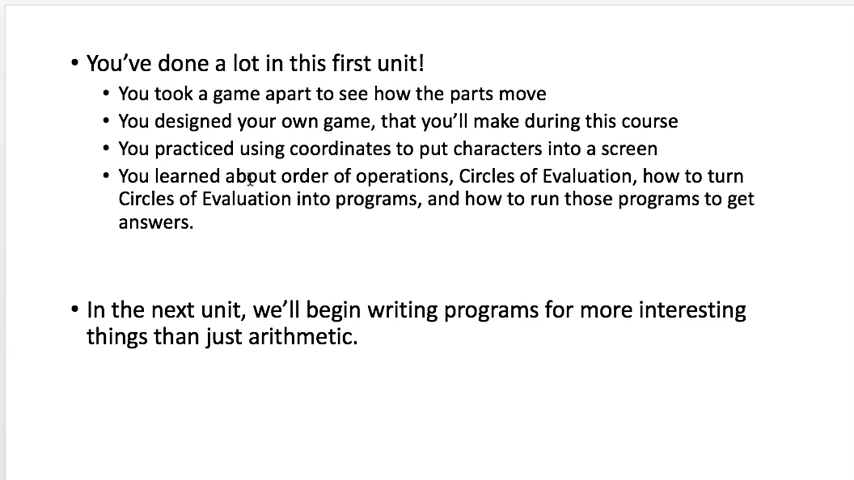 • You’ve done a lot in this first unit!
• You took a game apart to see how the parts move
• You designed your own game, that you’ll make during this course
• You practiced using coordinates to put characters into a screen
• You learned about order of operations, Circles of Evaluation, how to turn
Circles of Evaluation into programs, and how to run those programs to get
answers.
• In the next unit, we’ll begin writing programs for more interesting
things than just arithmetic.